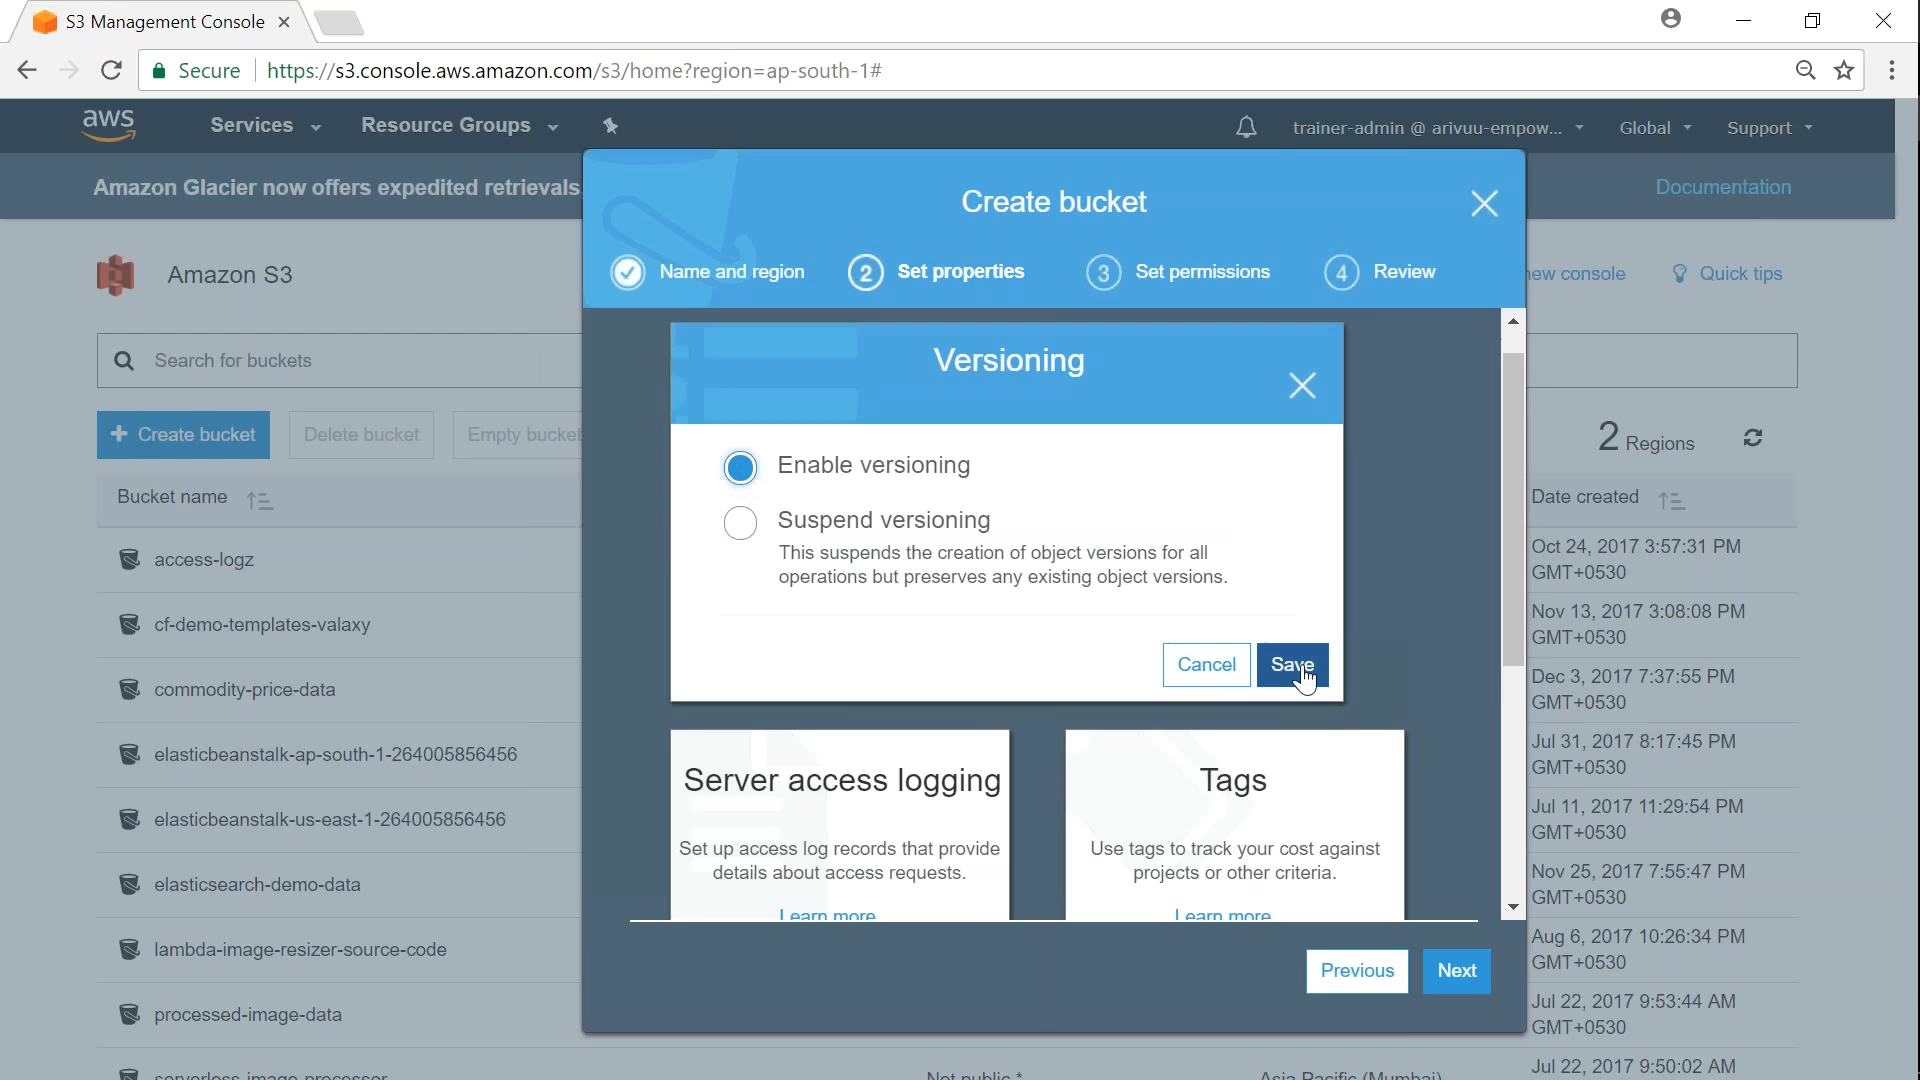 S3 Management Console
Secure
https://s3.console.aws.amazon.com/s3/home?region=ap-south-1#
aws
Services
Resource Groups
trainer-admin @ arivuu-empow...
Global
Support
Amazon Glacier now offers expedited retrievals
Documentation
Create bucket
Name and region
2 Set properties
3 Set permissions
4 Review
Amazon S3
console
Quick tips
Search for buckets
Versioning
Enable versioning
Suspend versioning
This suspends the creation of object versions for all
operations but preserves any existing object versions.
Cancel
Save
+ Create bucket
Delete bucket
Empty bucket
2 Regions
Bucket name
Date created
access-logz
Oct 24, 2017 3:57:31 PM
GMT+0530
cf-demo-templates-valaxy
Nov 13, 2017 3:08:08 PM
GMT+0530
commodity-price-data
Dec 3, 2017 7:37:55 PM
GMT+0530
elasticbeanstalk-ap-south-1-264005856456
Jul 31, 2017 8:17:45 PM
GMT+0530
elasticbeanstalk-us-east-1-264005856456
Jul 11, 2017 11:29:54 PM
GMT+0530
elasticsearch-demo-data
Nov 25, 2017 7:55:47 PM
GMT+0530
lambda-image-resizer-source-code
Aug 6, 2017 10:26:34 PM
GMT+0530
processed-image-data
Jul 22, 2017 9:53:44 AM
GMT+0530
serverless-image-processor
Not public *
Asia Pacific (Mumbai)
Jul 22, 2017 9:50:02 AM
Server access logging
Set up access log records that provide
details about access requests.
Learn more
Tags
Use tags to track your cost against
projects or other criteria.
Learn more
Previous
Next